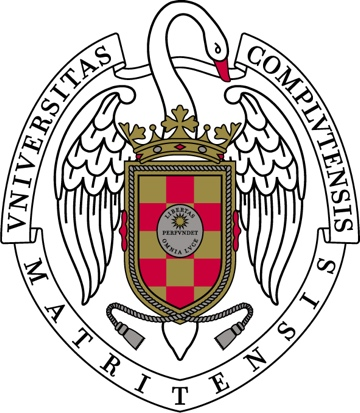 VNIVERSITAS
COMPLVTENSIS
MATRITENSIS
LIBERTAS
PERFVNDET
OMNIA LVCE